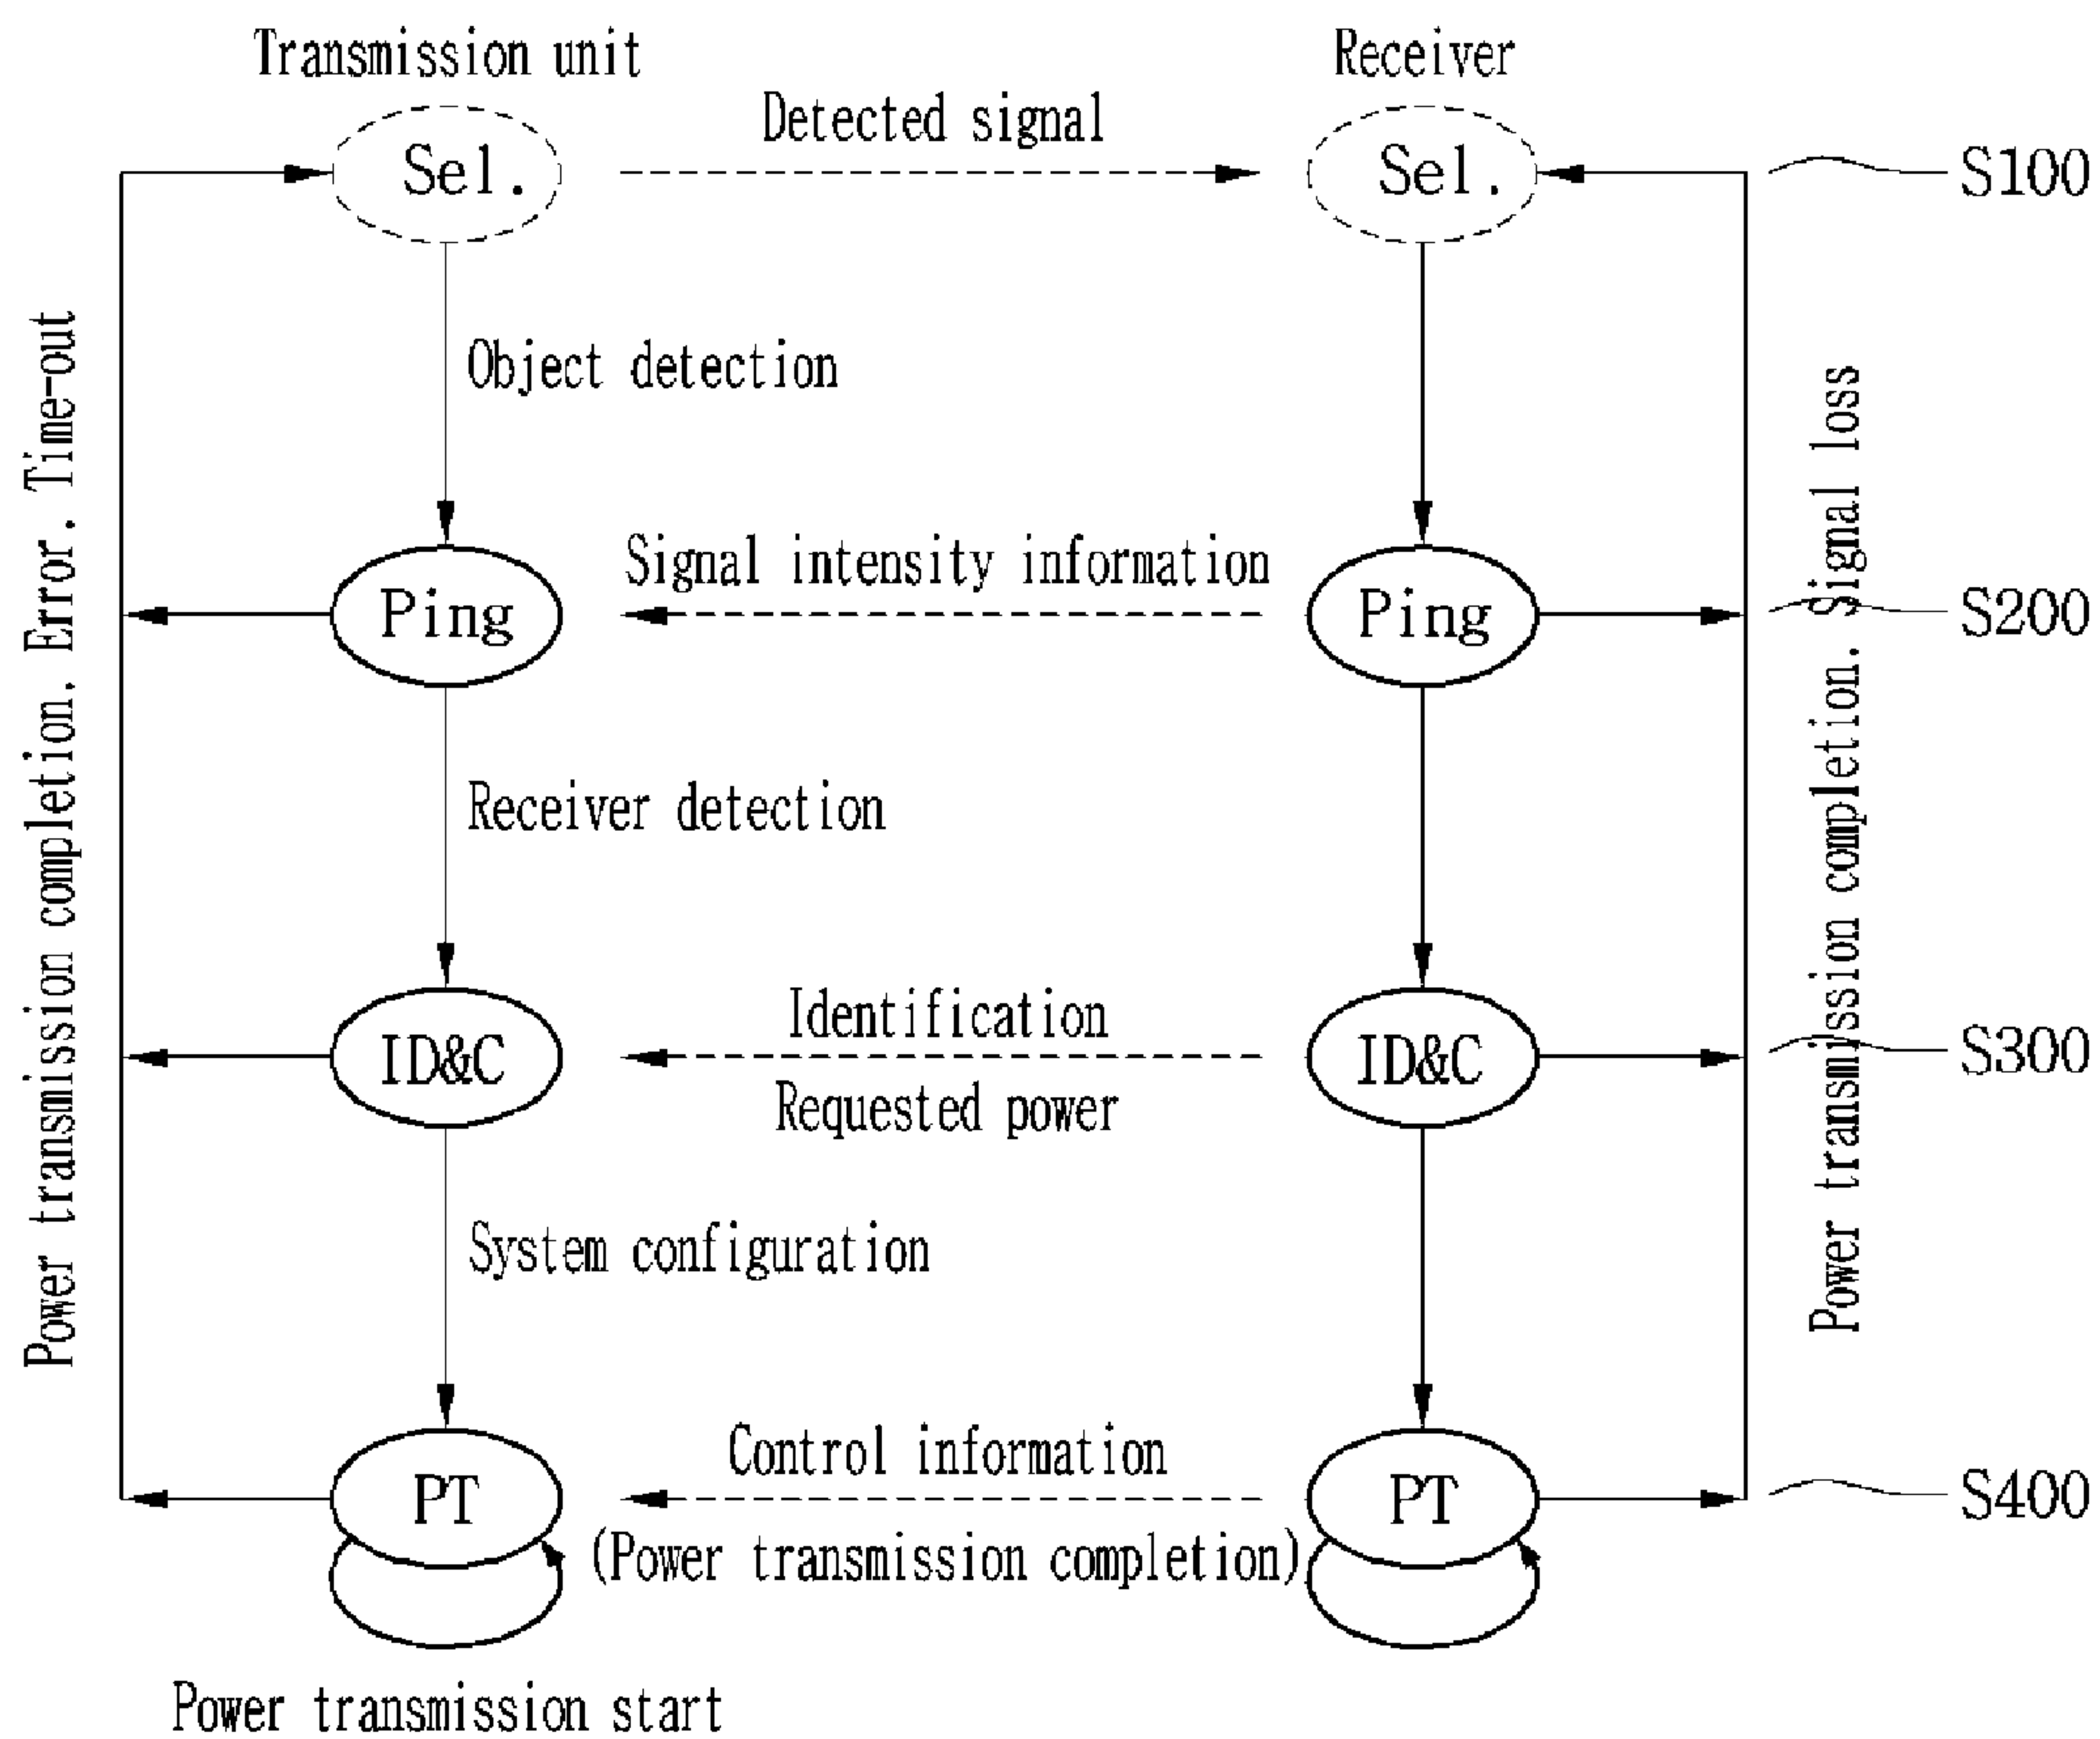 Transmission unit
Receiver
Detected signal
Sel.
Sel.
S100
Object detection
Signal intensity information
Ping
Ping
S200
Receiver detection
Identification
ID&C
ID&C
S300
Requested power
System configuration
Control information
PT
PT
S400
(Power transmission completion)
Power transmission start
Power transmission completion. Error. Time-out
Power transmission completion. Signal loss